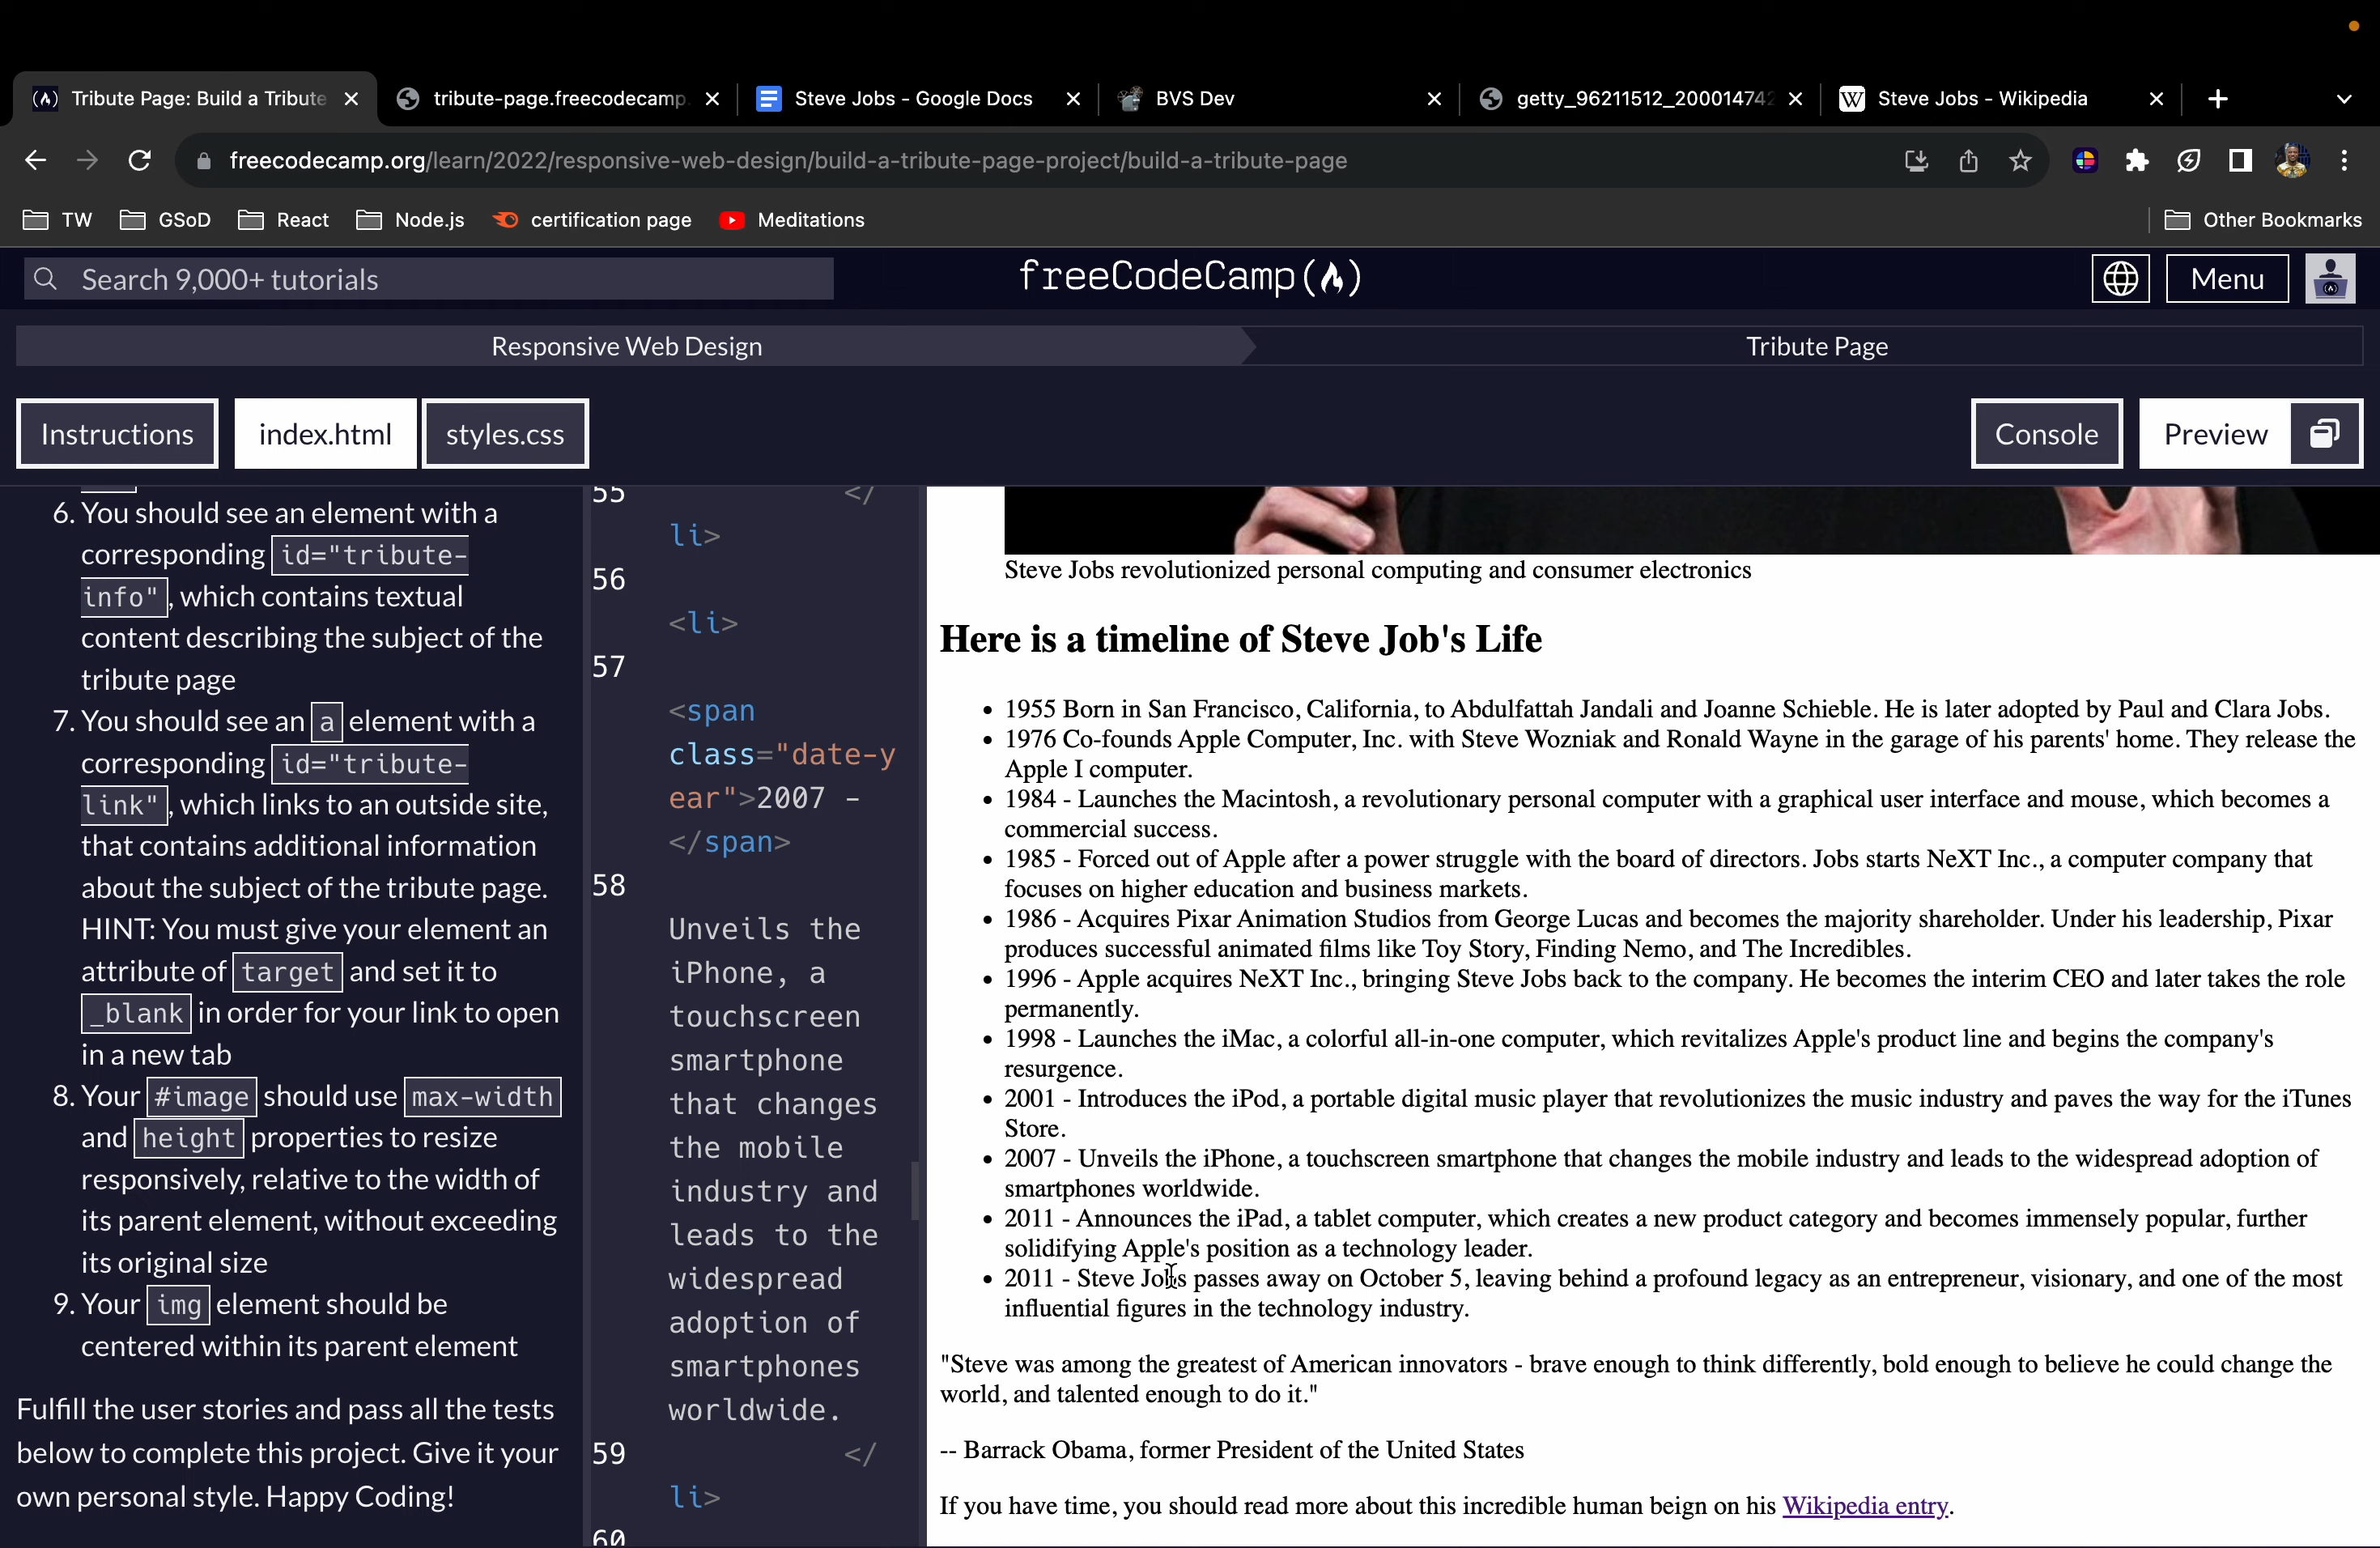 Tribute Page: Build a Tribute
tribute-page.freecodecamp.
Steve Jobs - Google Docs
BVS Dev
getty_96211512_200014742
Steve Jobs - Wikipedia
freecodecamp.org/learn/2022/responsive-web-design/build-a-tribute-page-project/build-a-tribute-page
TW
GSoD
React
Node.js
certification page
Meditations
Other Bookmarks
Search 9,000+ tutorials
freeCodeCamp
Menu
Responsive Web Design
Tribute Page
Instructions
index.html
styles.css
Console
Preview
6. You should see an element with a
corresponding id="tribute-
info", which contains textual
content describing the subject of the
tribute page
7. You should see an a element with a
corresponding id="tribute-
link", which links to an outside site,
that contains additional information
about the subject of the tribute page.
HINT: You must give your element an
attribute of target and set it to
_blank in order for your link to open
in a new tab
8. Your #image should use max-width
and height properties to resize
responsively, relative to the width of
its parent element, without exceeding
its original size
9. Your img element should be
centered within its parent element
Fulfill the user stories and pass all the tests
below to complete this project. Give it your
own personal style. Happy Coding!
55 </
li>
56
<li>
57
<span
class="date-y
ear">2007 -
</span>
58
Unveils the
iPhone, a
touchscreen
smartphone
that changes
the mobile
industry and
leads to the
widespread
adoption of
smartphones
worldwide.
59 </
li>
60
Steve Jobs revolutionized personal computing and consumer electronics
Here is a timeline of Steve Job's Life
• 1955 Born in San Francisco, California, to Abdulfattah Jandali and Joanne Schieble. He is later adopted by Paul and Clara Jobs.
• 1976 Co-founds Apple Computer, Inc. with Steve Wozniak and Ronald Wayne in the garage of his parents' home. They release the
Apple I computer.
• 1984 - Launches the Macintosh, a revolutionary personal computer with a graphical user interface and mouse, which becomes a
commercial success.
• 1985 - Forced out of Apple after a power struggle with the board of directors. Jobs starts NeXT Inc., a computer company that
focuses on higher education and business markets.
• 1986 - Acquires Pixar Animation Studios from George Lucas and becomes the majority shareholder. Under his leadership, Pixar
produces successful animated films like Toy Story, Finding Nemo, and The Incredibles.
• 1996 - Apple acquires NeXT Inc., bringing Steve Jobs back to the company. He becomes the interim CEO and later takes the role
permanently.
• 1998 - Launches the iMac, a colorful all-in-one computer, which revitalizes Apple's product line and begins the company's
resurgence.
• 2001 - Introduces the iPod, a portable digital music player that revolutionizes the music industry and paves the way for the iTunes
Store.
• 2007 - Unveils the iPhone, a touchscreen smartphone that changes the mobile industry and leads to the widespread adoption of
smartphones worldwide.
• 2011 - Announces the iPad, a tablet computer, which creates a new product category and becomes immensely popular, further
solidifying Apple's position as a technology leader.
• 2011 - Steve Jobs passes away on October 5, leaving behind a profound legacy as an entrepreneur, visionary, and one of the most
influential figures in the technology industry.
"Steve was among the greatest of American innovators - brave enough to think differently, bold enough to believe he could change the
world, and talented enough to do it."
-- Barrack Obama, former President of the United States
If you have time, you should read more about this incredible human beign on his Wikipedia entry.